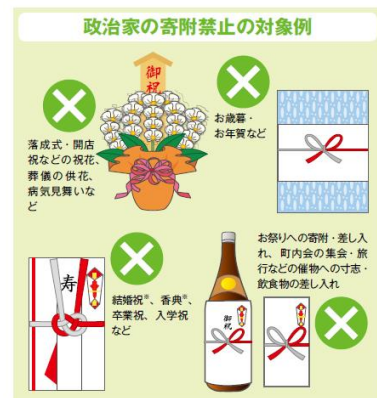 政治家の寄附禁止の対象例
御祝
落成式・開店
祝などの祝花、
葬儀の供花、
病気見舞いな
ど
お歳暮・
お年賀など
寿
結婚祝※、香典※、
卒業祝、入学祝
など
お祭りへの寄附・差し入
れ、町内会の集会・旅
行などの催物への寸志・
飲食物の差し入れ
御祝